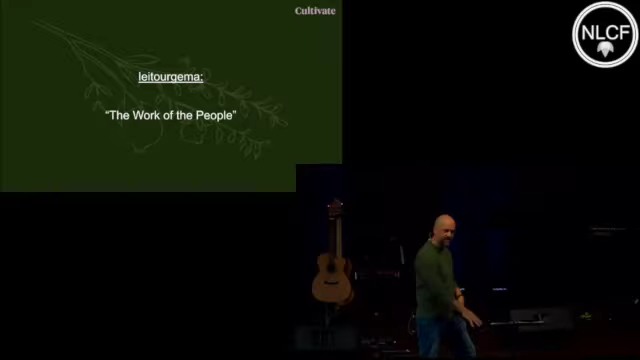 Cultivate
NLCF
leitourgema:
“The Work of the People”